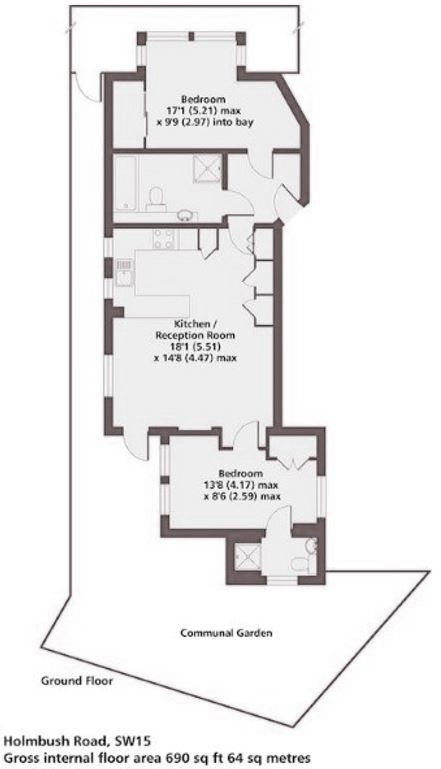 Bedroom
17'1 (5.21) max
x 9'9 (2.97) into bay
Kitchen /
Reception Room
18'1 (5.51)
x 14'8 (4.47) max
Bedroom
13'8 (4.17) max
x 8'6 (2.59) max
Communal Garden
Ground Floor
Holmbush Road, SW15
Gross internal floor area 690 sq ft 64 sq metres